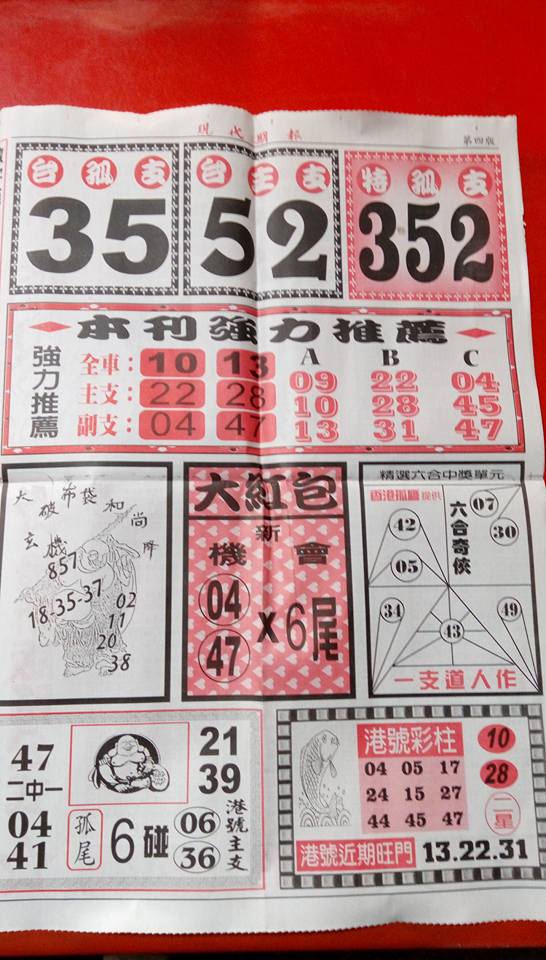 現代期報 第四版
台孤支 台主支 特孤支
35 52 352
本刊強力推薦
強力推薦
全車：10 13
主支：22 28
副支：04 47
A B C
09 22 04
10 28 45
13 31 47
大破布袋和尚降
玄機
857
18-35-37
02
11
20
38
大紅包
新
機會
04
47
x6尾
精選六合中獎單元
香港孤鷹提供
六合奇俠
07
30
42
05
34
49
43
一支道人作
47
二中一
04
41
孤尾
6碰
21
39
06
36
港號主支
港號彩柱
04 05 17
24 15 27
44 45 47
10
28
二星
港號近期旺門 13.22.31